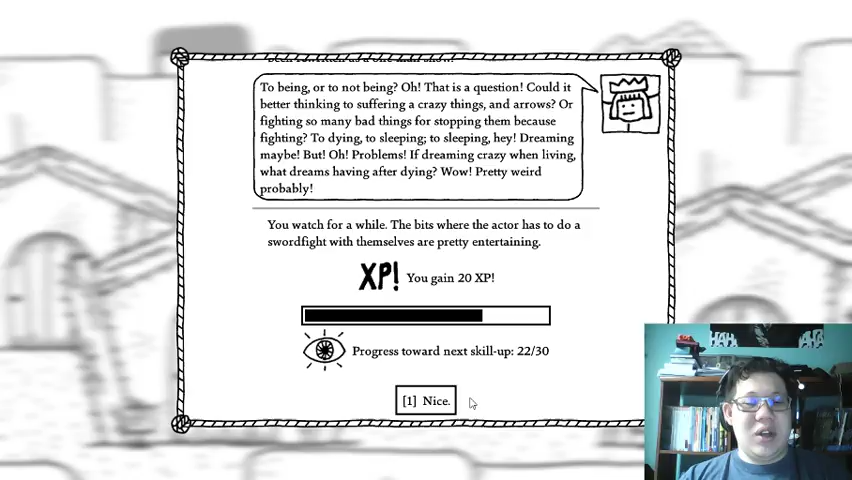 To being, or to not being? Oh! That is a question! Could it
better thinking to suffering a crazy things, and arrows? Or
fighting so many bad things for stopping them because
fighting? To dying, to sleeping; to sleeping, hey! Dreaming
maybe! But! Oh! Problems! If dreaming crazy when living,
what dreams having after dying? Wow! Pretty weird
probably!
You watch for a while. The bits where the actor has to do a
swordfight with themselves are pretty entertaining.
XP! You gain 20 XP!
Progress toward next skill-up: 22/30
[1] Nice.